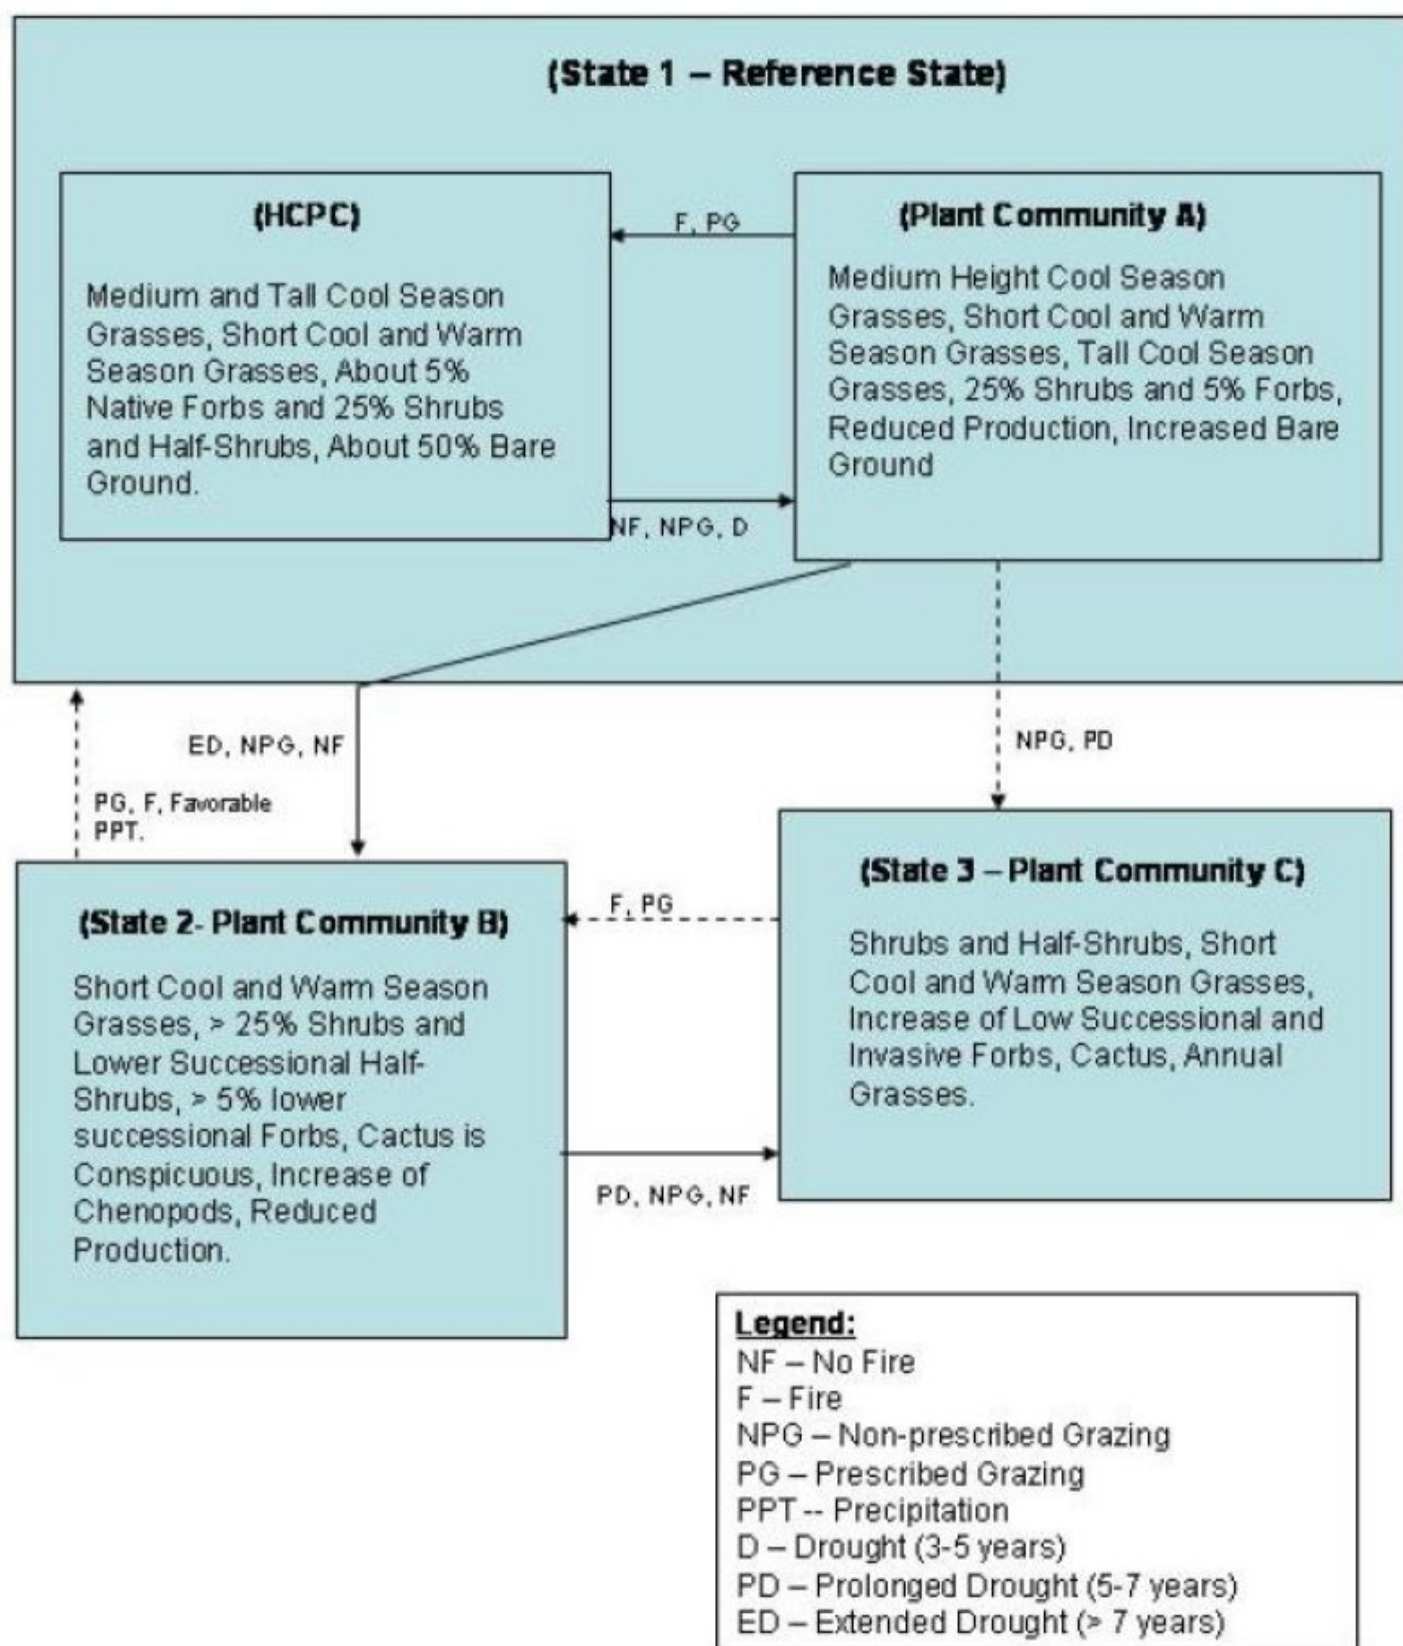 (State 1 – Reference State)
(HCPC)
Medium and Tall Cool Season
Grasses, Short Cool and Warm
Season Grasses, About 5%
Native Forbs and 25% Shrubs
and Half-Shrubs, About 50% Bare
Ground.
F, PG
NF, NPG, D
(Plant Community A)
Medium Height Cool Season
Grasses, Short Cool and Warm
Season Grasses, Tall Cool Season
Grasses, 25% Shrubs and 5% Forbs,
Reduced Production, Increased Bare
Ground
ED, NPG, NF
PG, F, Favorable
PPT.
NPG, PD
(State 2- Plant Community B)
Short Cool and Warm Season
Grasses, > 25% Shrubs and
Lower Successional Half-
Shrubs, > 5% lower
successional Forbs, Cactus is
Conspicuous, Increase of
Chenopods, Reduced
Production.
F, PG
PD, NPG, NF
(State 3 – Plant Community C)
Shrubs and Half-Shrubs, Short
Cool and Warm Season Grasses,
Increase of Low Successional and
Invasive Forbs, Cactus, Annual
Grasses.
Legend:
NF – No Fire
F – Fire
NPG – Non-prescribed Grazing
PG – Prescribed Grazing
PPT -- Precipitation
D – Drought (3-5 years)
PD – Prolonged Drought (5-7 years)
ED – Extended Drought (> 7 years)